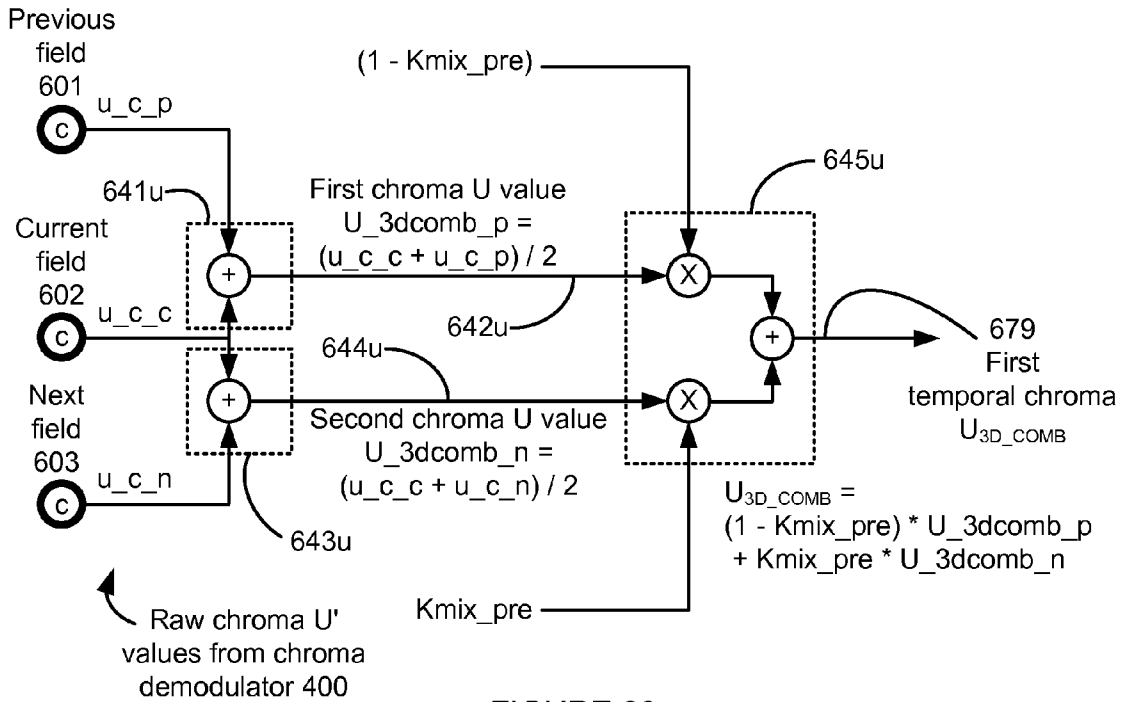 Previous
field
601
u_c_p
(1 - Kmix_pre)
645u
641u
First chroma U value
U_3dcomb_p =
(u_c_c + u_c_p) / 2
Current
field
602
u_c_c
c
c
c
+
+
X
X
+
642u
644u
679
First
temporal chroma
U3D_COMB
Next
field
603
u_c_n
Second chroma U value
U_3dcomb_n =
(u_c_c + u_c_n) / 2
643u
U3D_COMB =
(1 - Kmix_pre) * U_3dcomb_p
+ Kmix_pre * U_3dcomb_n
Kmix_pre
Raw chroma U'
values from chroma
demodulator 400